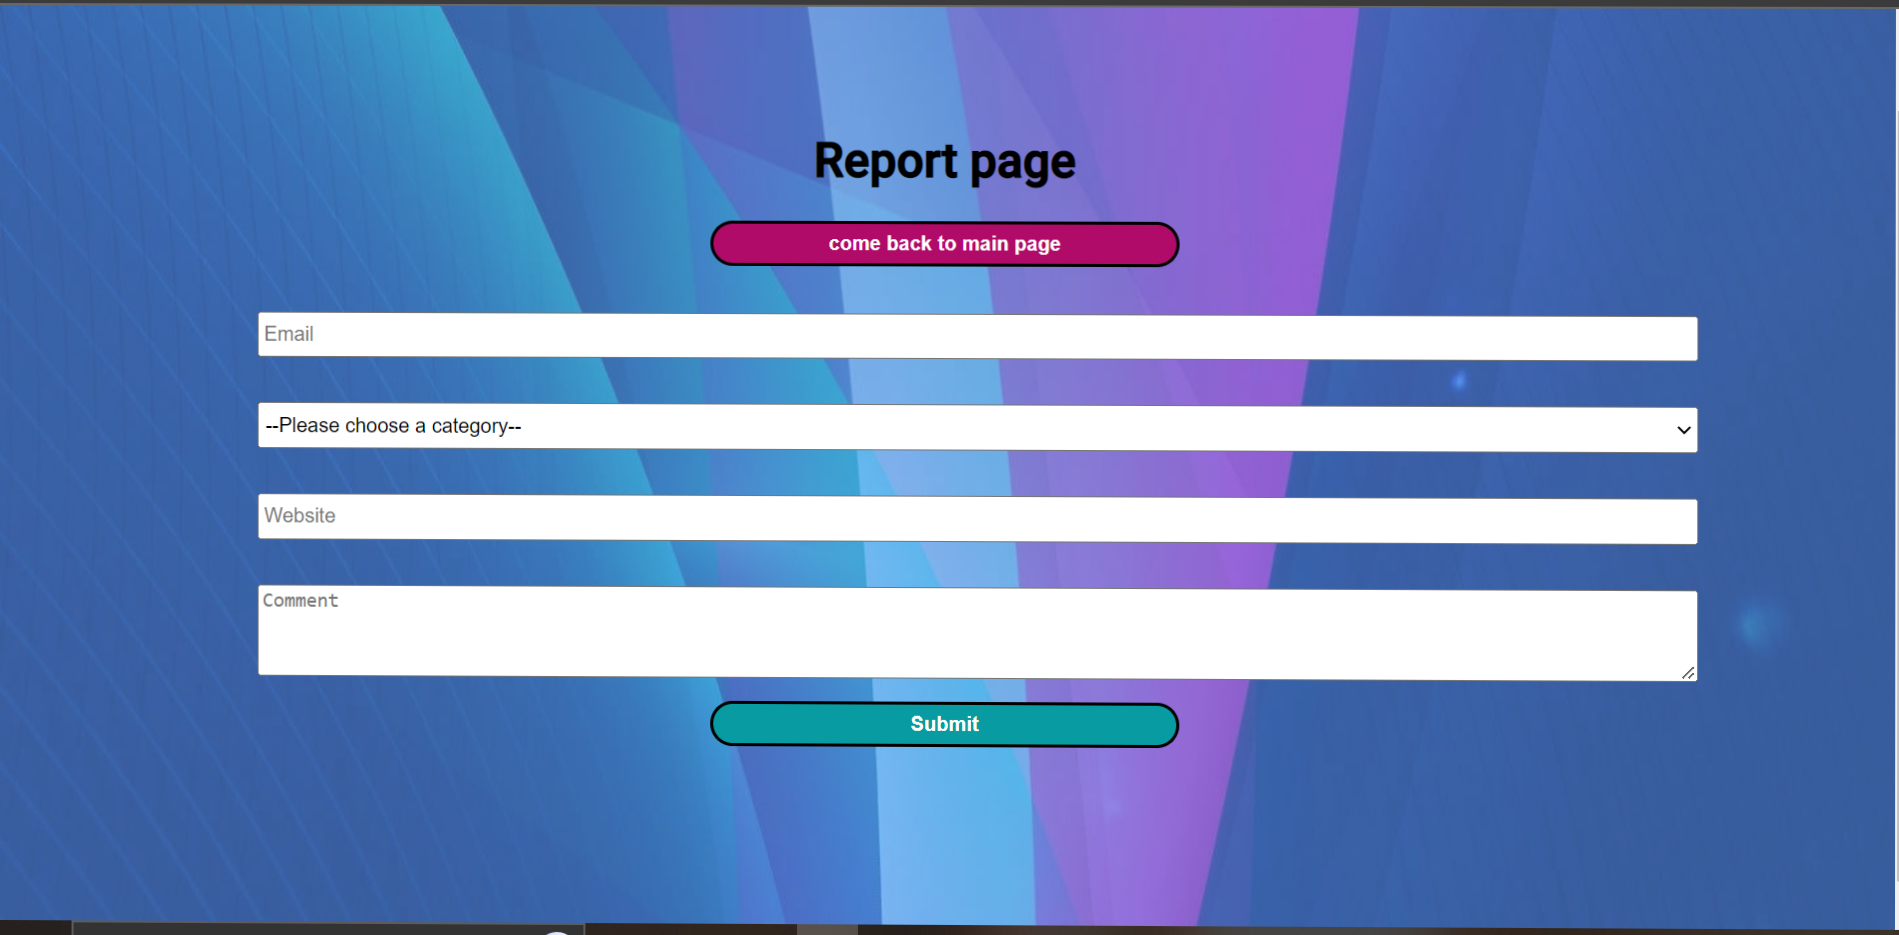 Report page
come back to main page
Email
--Please choose a category--
Website
Comment
Submit